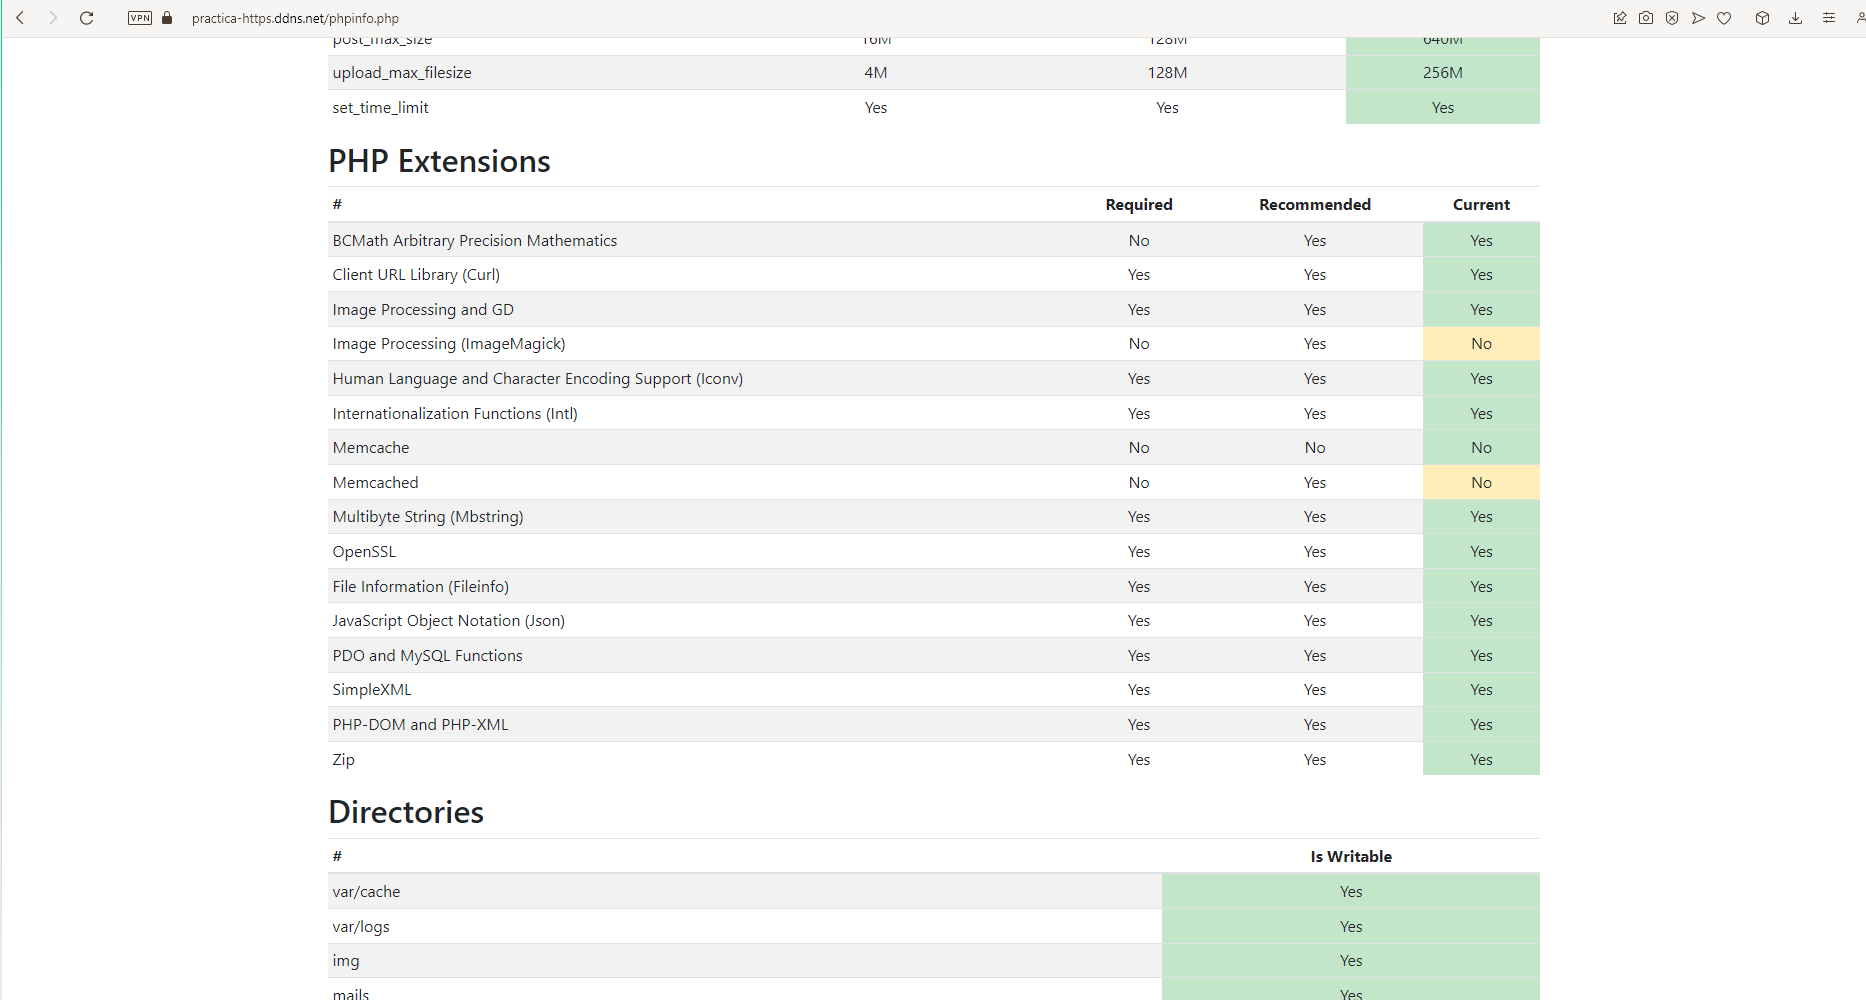 VPN practica-https.ddns.net/phpinfo.php
post_max_size 16M 128M 640M
upload_max_filesize 4M 128M 256M
set_time_limit Yes Yes Yes
PHP Extensions
# Required Recommended Current
BCMath Arbitrary Precision Mathematics No Yes Yes
Client URL Library (Curl) Yes Yes Yes
Image Processing and GD Yes Yes Yes
Image Processing (ImageMagick) No Yes No
Human Language and Character Encoding Support (Iconv) Yes Yes Yes
Internationalization Functions (Intl) Yes Yes Yes
Memcache No No No
Memcached No Yes No
Multibyte String (Mbstring) Yes Yes Yes
OpenSSL Yes Yes Yes
File Information (Fileinfo) Yes Yes Yes
JavaScript Object Notation (Json) Yes Yes Yes
PDO and MySQL Functions Yes Yes Yes
SimpleXML Yes Yes Yes
PHP-DOM and PHP-XML Yes Yes Yes
Zip Yes Yes Yes
Directories
# Is Writable
var/cache Yes
var/logs Yes
img Yes
mails Yes